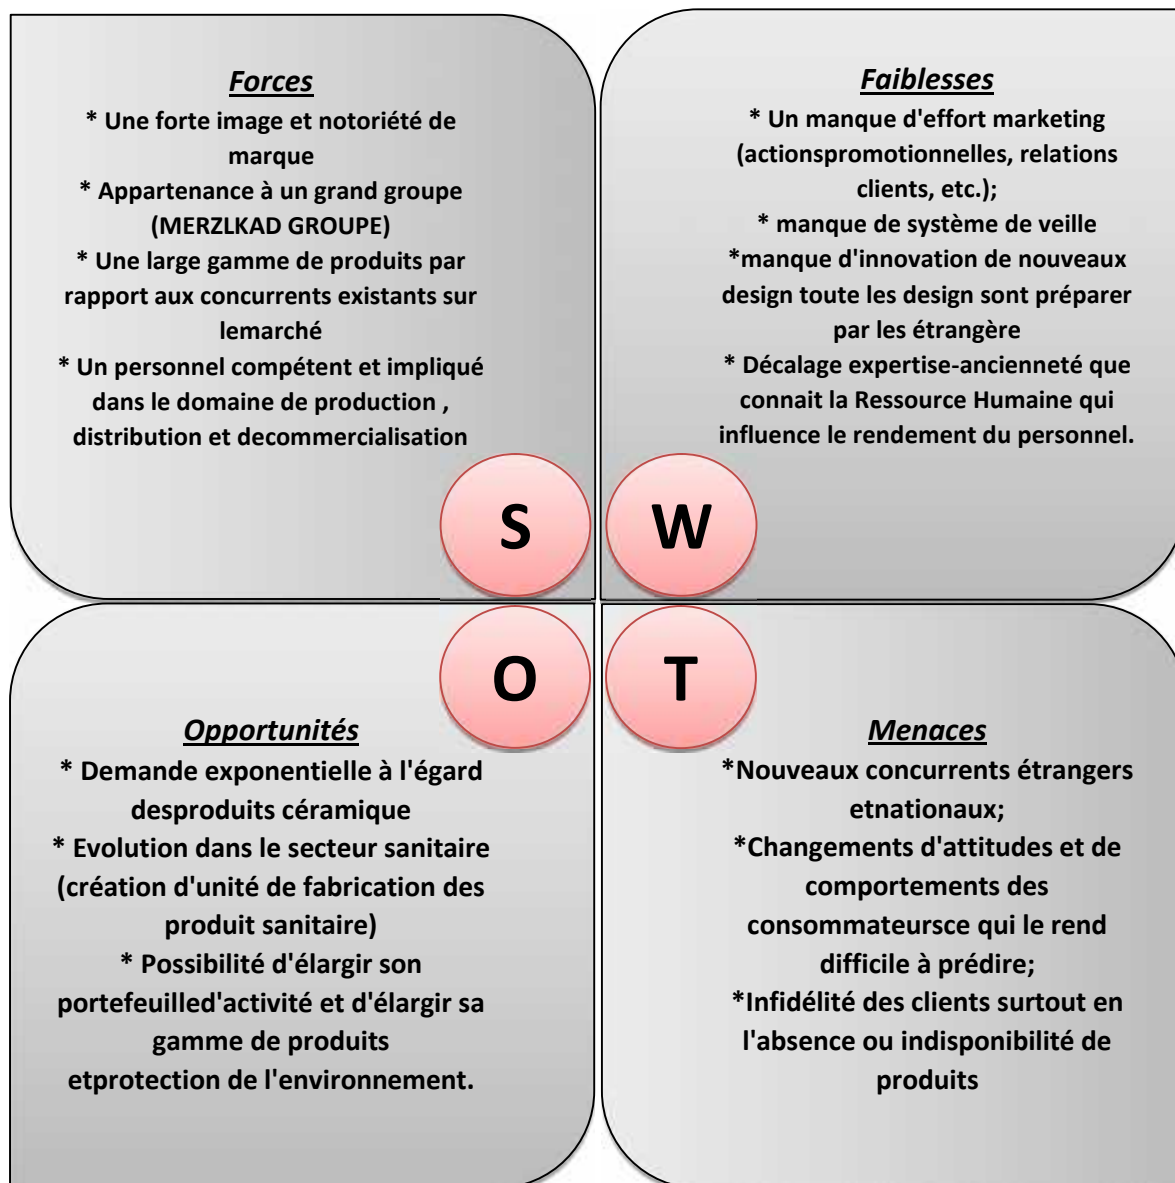 Forces
* Une forte image et notoriété de
marque
* Appartenance à un grand groupe
(MERZLKAD GROUPE)
* Une large gamme de produits par
rapport aux concurrents existants sur
lemarché
* Un personnel compétent et impliqué
dans le domaine de production ,
distribution et decommercialisation
S
Faiblesses
* Un manque d'effort marketing
(actionspromotionnelles, relations
clients, etc.);
* manque de système de veille
*manque d'innovation de nouveaux
design toute les design sont préparer
par les étrangère
* Décalage expertise-ancienneté que
connait la Ressource Humaine qui
influence le rendement du personnel.
W
O
Opportunités
* Demande exponentielle à l'égard
desproduits céramique
* Evolution dans le secteur sanitaire
(création d'unité de fabrication des
produit sanitaire)
* Possibilité d'élargir son
portefeuilled'activité et d'élargir sa
gamme de produits
etprotection de l'environnement.
T
Menaces
*Nouveaux concurrents étrangers
etnationaux;
*Changements d'attitudes et de
comportements des
consommateursce qui le rend
difficile à prédire;
*Infidélité des clients surtout en
l'absence ou indisponibilité de
produits